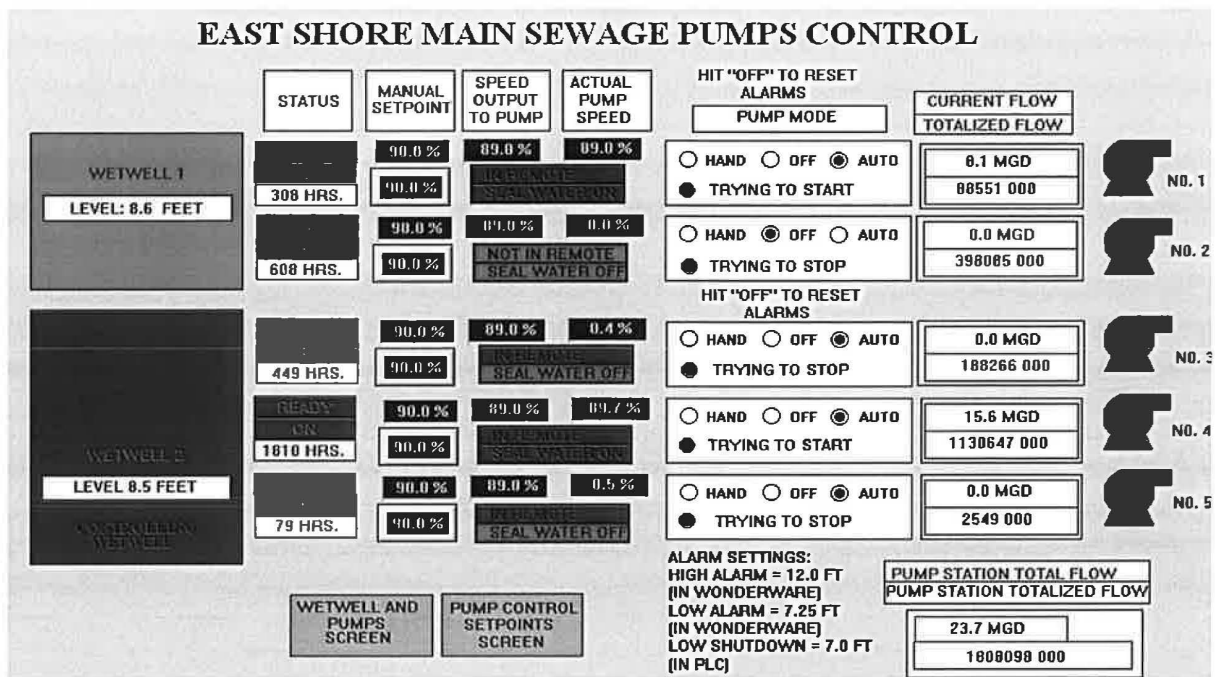 EAST SHORE MAIN SEWAGE PUMPS CONTROL
STATUS
MANUAL
SETPOINT
SPEED
OUTPUT
TO PUMP
ACTUAL
PUMP
SPEED
HIT "OFF" TO RESET
ALARMS
PUMP MODE
CURRENT FLOW
TOTALIZED FLOW
WETWELL 1
LEVEL: 8.6 FEET
308 HRS.
90.0 %
90.0 %
89.0 %
89.0 %
IN REMOTE
SEAL WATER ON
HAND OFF AUTO
TRYING TO START
8.1 MGD
88551 000
NO. 1
608 HRS.
90.0 %
90.0 %
89.0 %
0.0 %
NOT IN REMOTE
SEAL WATER OFF
HAND OFF AUTO
TRYING TO STOP
0.0 MGD
398085 000
NO. 2
HIT "OFF" TO RESET
ALARMS
WETWELL 2
LEVEL 8.5 FEET
CONTROLLING
WETWELL
449 HRS.
90.0 %
90.0 %
89.0 %
0.4 %
IN REMOTE
SEAL WATER OFF
HAND OFF AUTO
TRYING TO STOP
0.0 MGD
188266 000
NO. 3
READY
ON
1810 HRS.
90.0 %
90.0 %
89.0 %
89.7 %
IN REMOTE
SEAL WATER ON
HAND OFF AUTO
TRYING TO START
15.6 MGD
1130647 000
NO. 4
79 HRS.
90.0 %
90.0 %
89.0 %
0.5 %
IN REMOTE
SEAL WATER OFF
HAND OFF AUTO
TRYING TO STOP
0.0 MGD
2549 000
NO. 5
WETWELL AND
PUMPS
SCREEN
PUMP CONTROL
SETPOINTS
SCREEN
ALARM SETTINGS:
HIGH ALARM = 12.0 FT
(IN WONDERWARE)
LOW ALARM = 7.25 FT
(IN WONDERWARE)
LOW SHUTDOWN = 7.0 FT
(IN PLC)
PUMP STATION TOTAL FLOW
PUMP STATION TOTALIZED FLOW
23.7 MGD
1808098 000